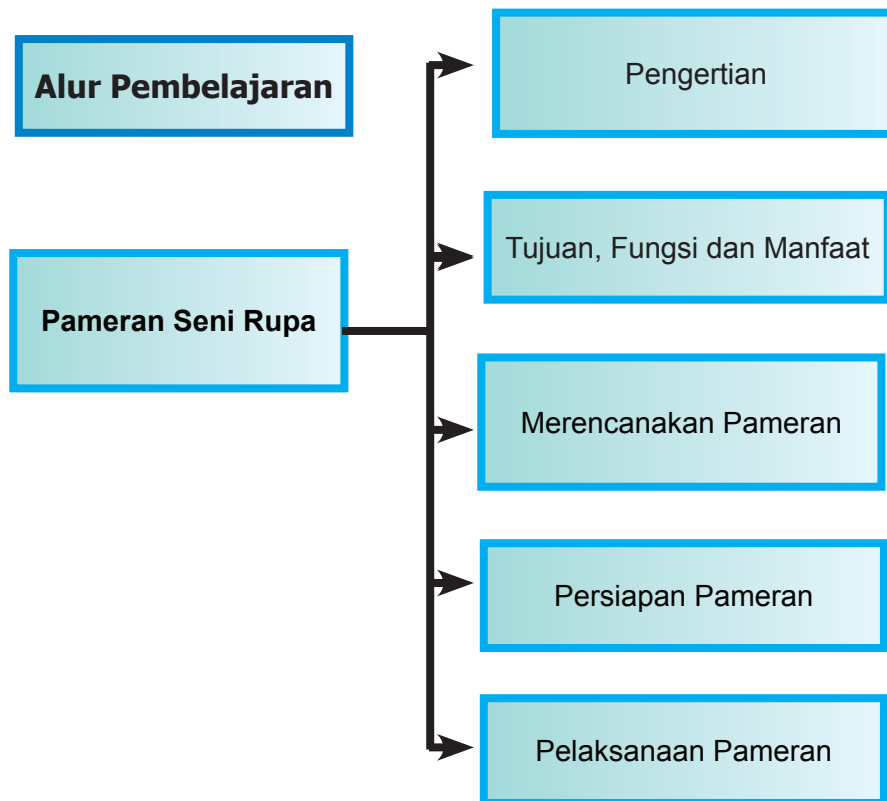 Alur Pembelajaran
Pameran Seni Rupa
Pengertian
Tujuan, Fungsi dan Manfaat
Merencanakan Pameran
Persiapan Pameran
Pelaksanaan Pameran